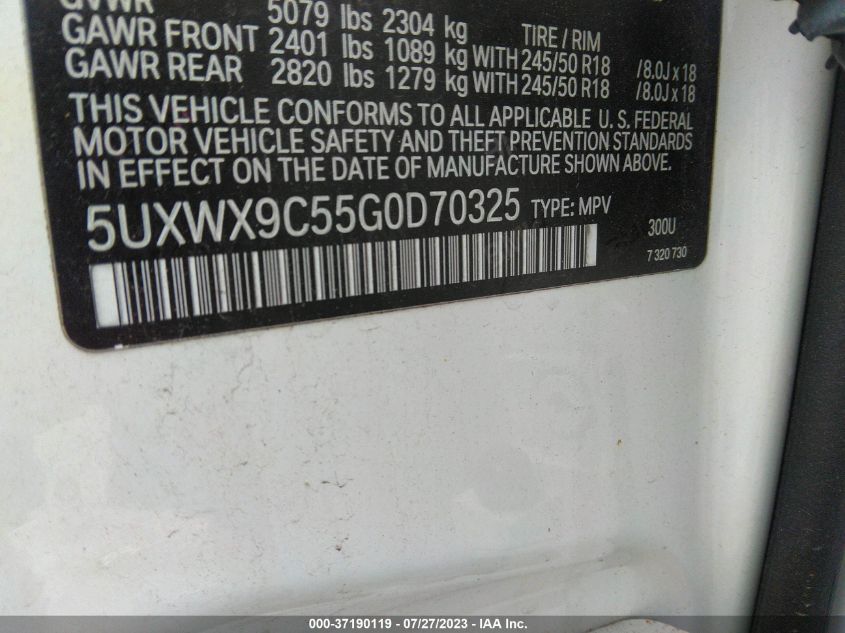 GVWR 5079 lbs 2304 kg
GAWR FRONT 2401 lbs 1089 kg WITH 245/50 R18 /8.0J x 18
GAWR REAR 2820 lbs 1279 kg WITH 245/50 R18 /8.0J x 18
TIRE / RIM
THIS VEHICLE CONFORMS TO ALL APPLICABLE U. S. FEDERAL
MOTOR VEHICLE SAFETY AND THEFT PREVENTION STANDARDS
IN EFFECT ON THE DATE OF MANUFACTURE SHOWN ABOVE.
5UXWX9C55G0D70325 TYPE: MPV
300U
7 320 730
000-37190119 - 07/27/2023 - IAA Inc.